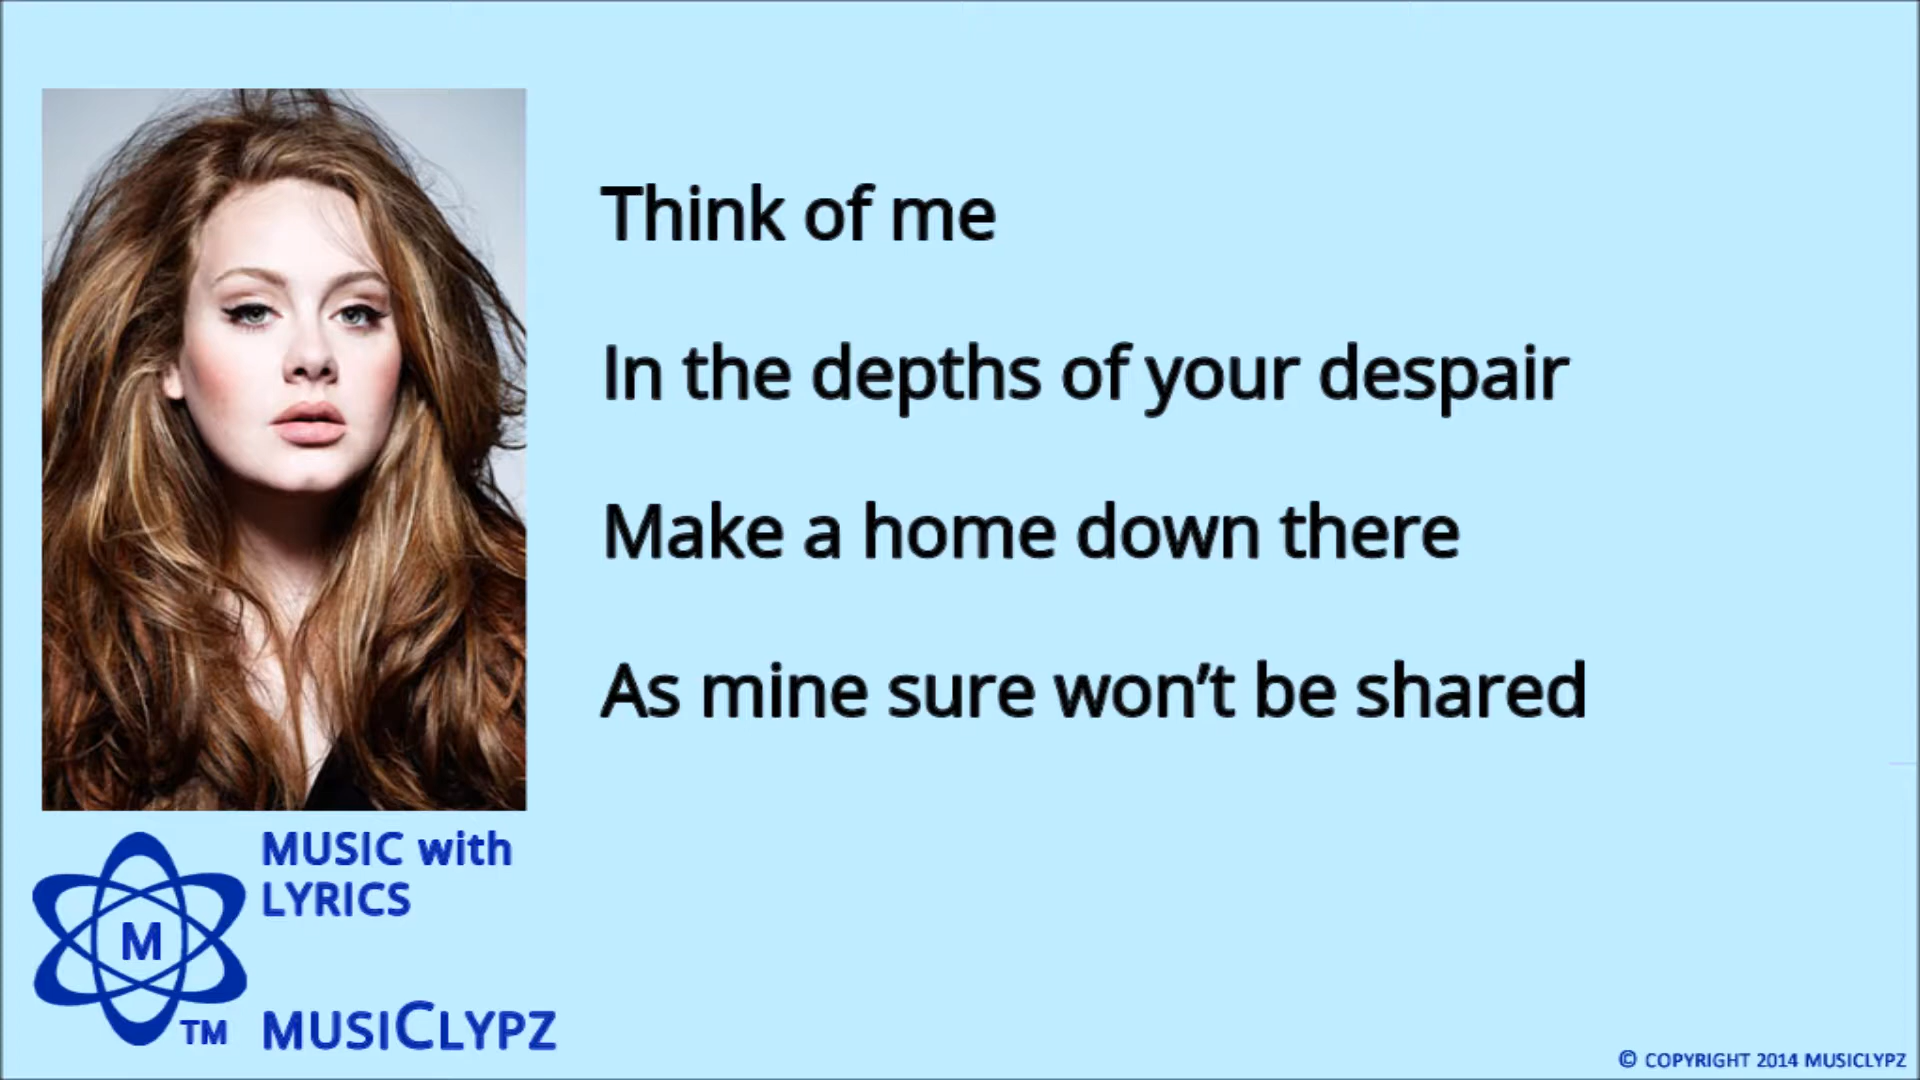 Think of me
In the depths of your despair
Make a home down there
As mine sure won’t be shared
MUSIC with
LYRICS
M
TM
MUSICLYPZ
© COPYRIGHT 2014 MUSICLYPZ